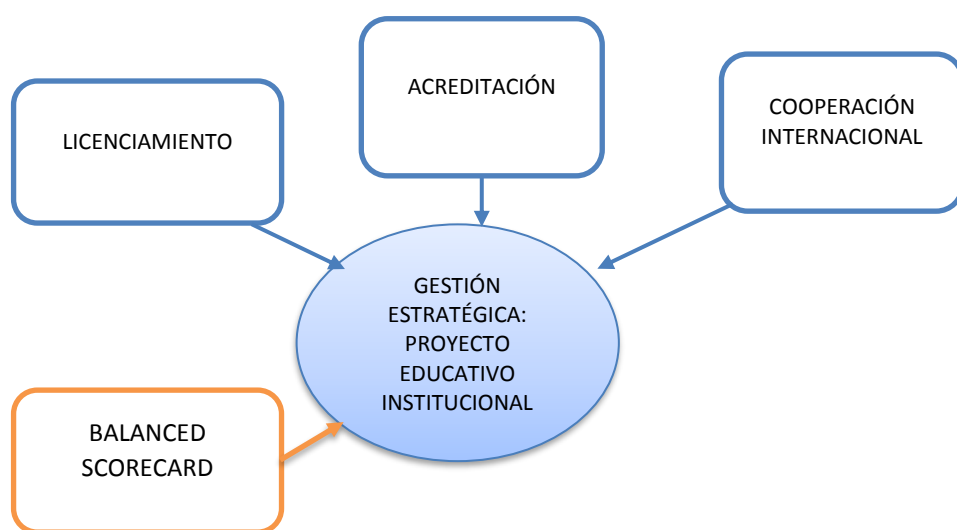 ACREDITACIÓN
LICENCIAMIENTO
COOPERACIÓN
INTERNACIONAL
GESTIÓN
ESTRATÉGICA:
PROYECTO
EDUCATIVO
INSTITUCIONAL
BALANCED
SCORECARD